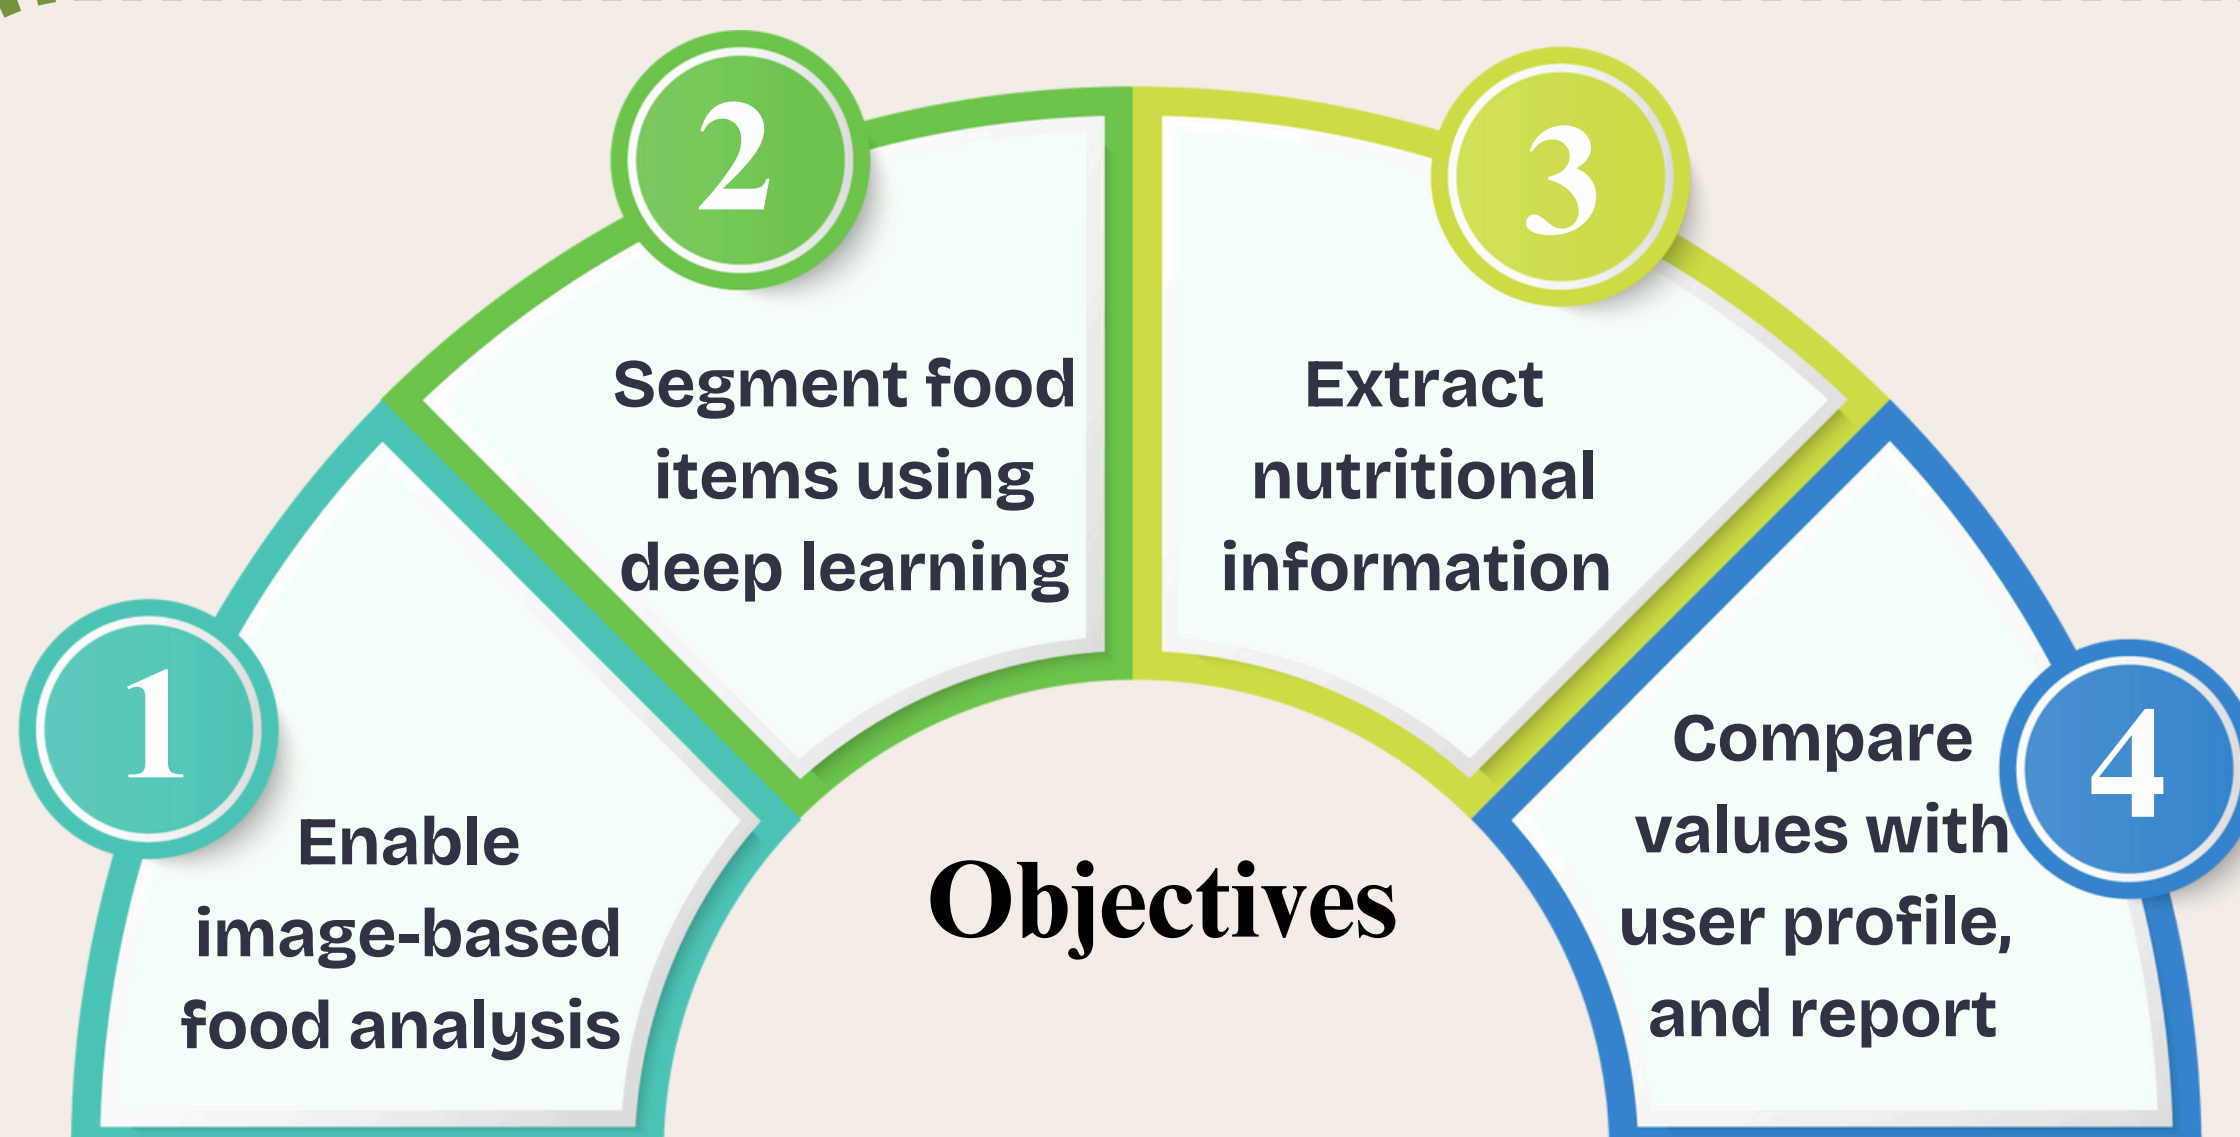 1
Enable
image-based
food analysis
2
Segment food
items using
deep learning
3
Extract
nutritional
information
4
Compare
values with
user profile,
and report
Objectives